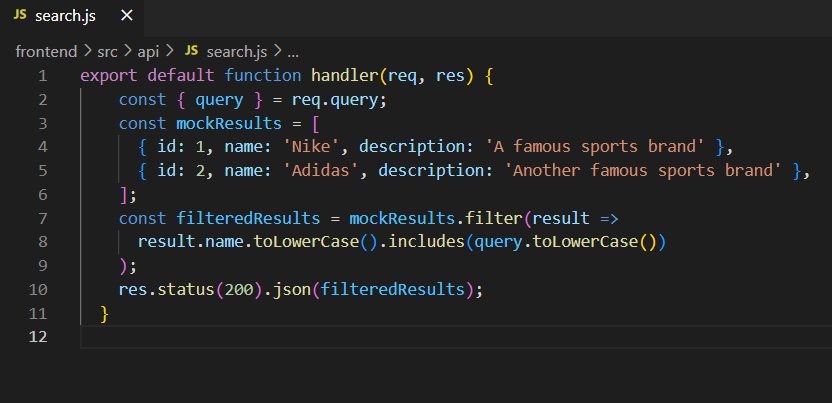 JS search.js ×
frontend > src > api > JS search.js > ...
1 export default function handler(req, res) {
2 const { query } = req.query;
3 const mockResults = [
4 { id: 1, name: 'Nike', description: 'A famous sports brand' },
5 { id: 2, name: 'Adidas', description: 'Another famous sports brand' },
6 ];
7 const filteredResults = mockResults.filter(result =>
8 result.name.toLowerCase().includes(query.toLowerCase())
9 );
10 res.status(200).json(filteredResults);
11 }
12